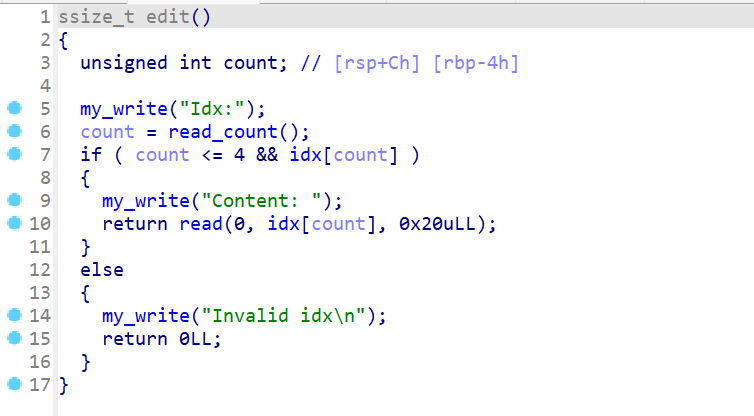 1 ssize_t edit()
2 {
3 unsigned int count; // [rsp+Ch] [rbp-4h]
4
5 my_write("Idx:");
6 count = read_count();
7 if ( count <= 4 && idx[count] )
8 {
9 my_write("Content: ");
10 return read(0, idx[count], 0x20uLL);
11 }
12 else
13 {
14 my_write("Invalid idx\n");
15 return 0LL;
16 }
17 }